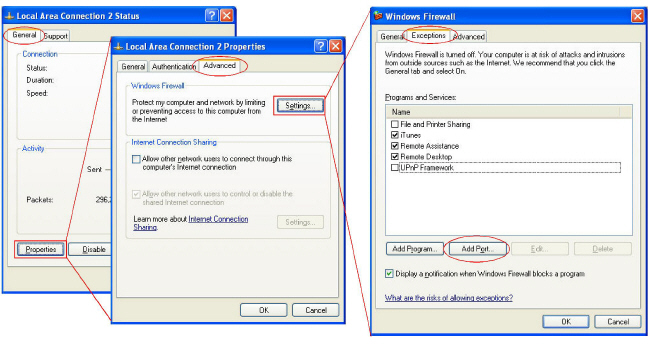 Local Area Connection 2 Status
General Support
Connection
Status:
Duration:
Speed:
Activity
Sent
Packets: 296,
Properties Disable
Local Area Connection 2 Properties
General Authentication Advanced
Windows Firewall
Protect my computer and network by limiting
or preventing access to this computer from
the Internet
Settings...
Internet Connection Sharing
Allow other network users to connect through this
computer's Internet connection
Allow other network users to control or disable the
shared Internet connection
Learn more about Internet Connection
Sharing.
Settings...
OK Cancel
Windows Firewall
General Exceptions Advanced
Windows Firewall is turned off. Your computer is at risk of attacks and intrusions
from outside sources such as the Internet. We recommend that you click the
General tab and select On.
Programs and Services:
Name
File and Printer Sharing
iTunes
Remote Assistance
Remote Desktop
UPnP Framework
Add Program... Add Port... Edit... Delete
Display a notification when Windows Firewall blocks a program
What are the risks of allowing exceptions?
OK Cancel